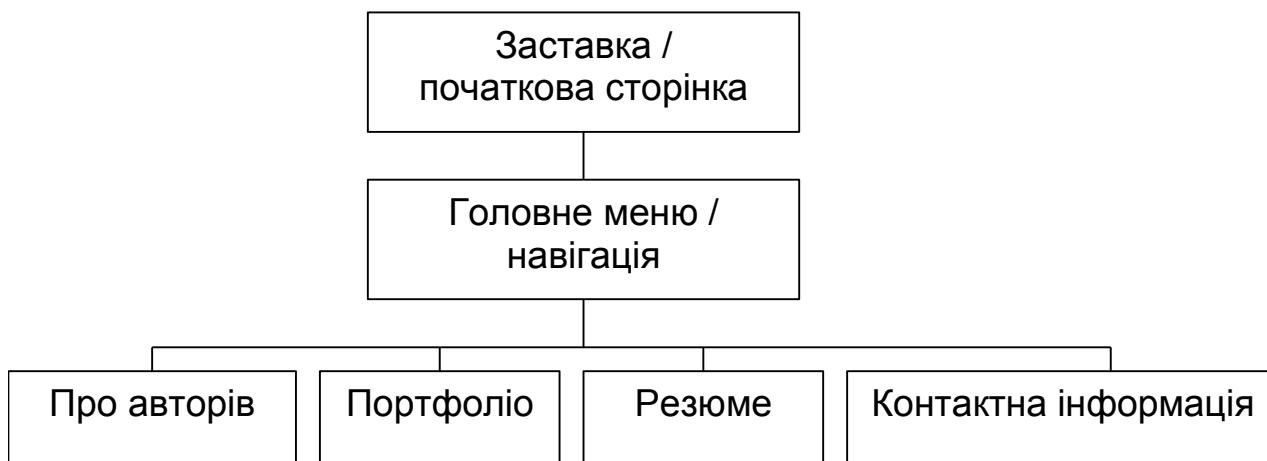 Заставка /
початкова сторінка
Головне меню /
навігація
Про авторів
Портфоліо
Резюме
Контактна інформація